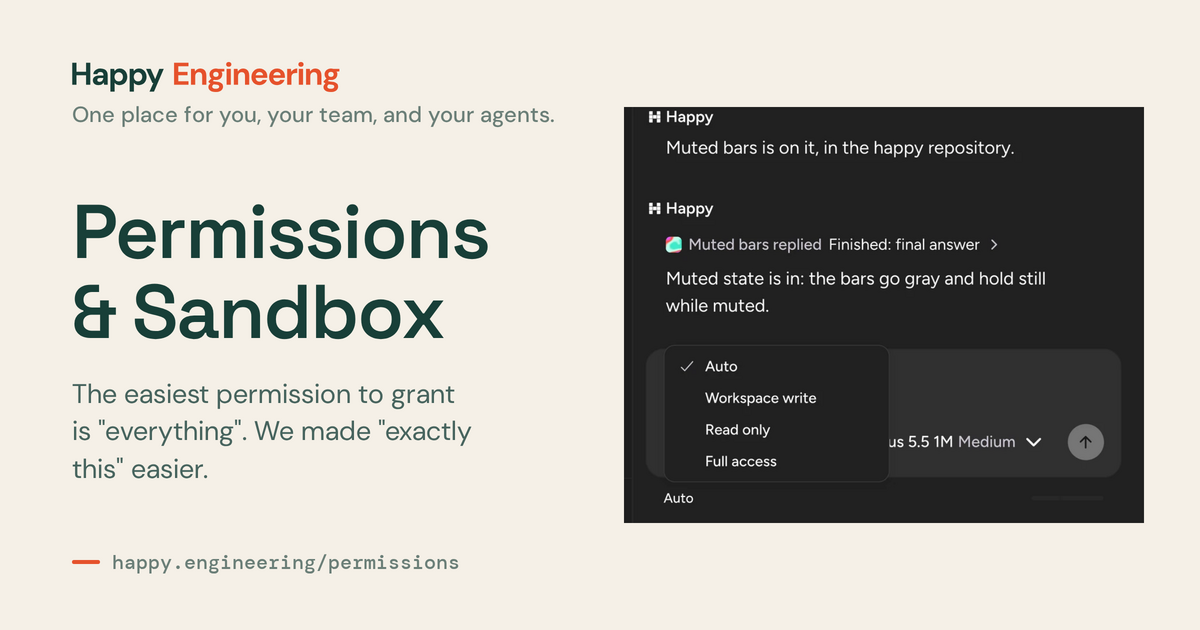 Happy Engineering
One place for you, your team, and your agents.
Permissions
& Sandbox
The easiest permission to grant
is "everything". We made "exactly
this" easier.
happy.engineering/permissions
Happy
Muted bars is on it, in the happy repository.
Happy
Muted bars replied Finished: final answer
Muted state is in: the bars go gray and hold still
while muted.
Auto
Workspace write
Read only
Full access
5.5 1M Medium
Auto